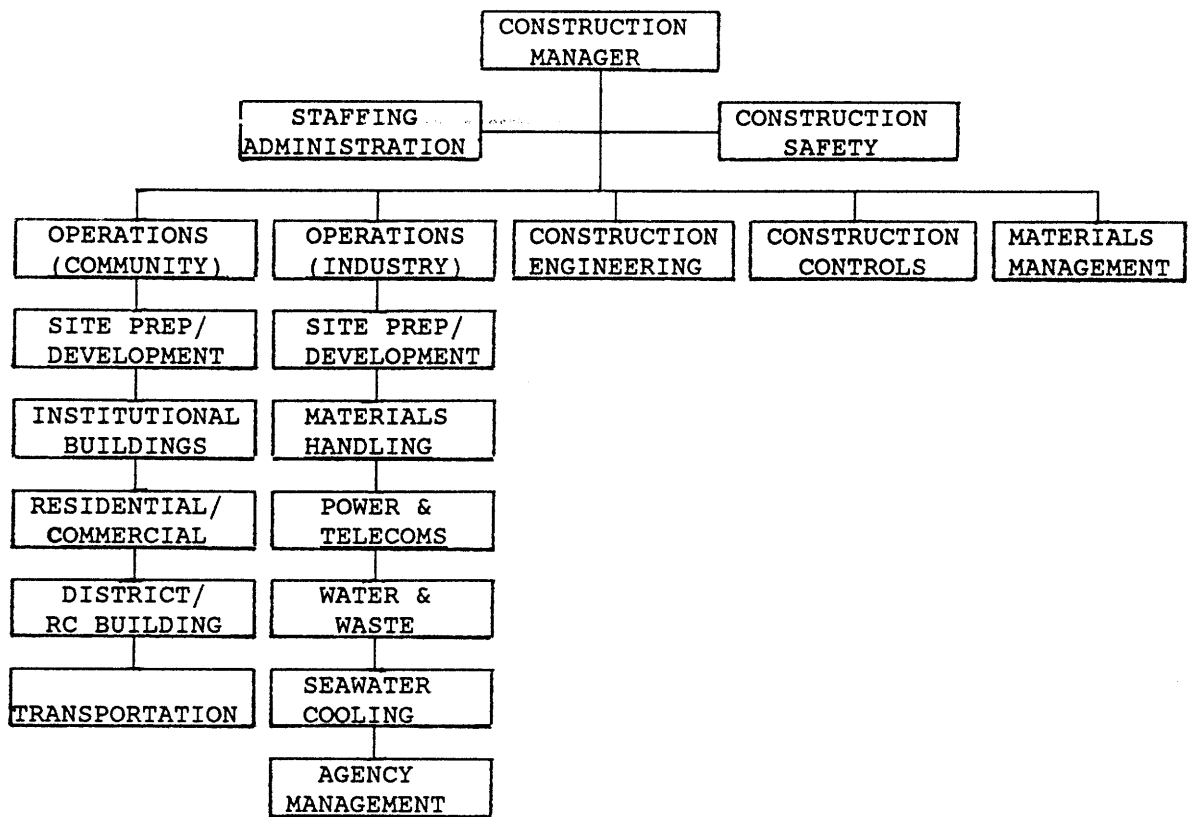 CONSTRUCTION
MANAGER
STAFFING
ADMINISTRATION
CONSTRUCTION
SAFETY
OPERATIONS
(COMMUNITY)
OPERATIONS
(INDUSTRY)
CONSTRUCTION
ENGINEERING
CONSTRUCTION
CONTROLS
MATERIALS
MANAGEMENT
SITE PREP/
DEVELOPMENT
SITE PREP/
DEVELOPMENT
INSTITUTIONAL
BUILDINGS
MATERIALS
HANDLING
RESIDENTIAL/
COMMERCIAL
POWER &
TELECOMS
DISTRICT/
RC BUILDING
WATER &
WASTE
TRANSPORTATION
SEAWATER
COOLING
AGENCY
MANAGEMENT